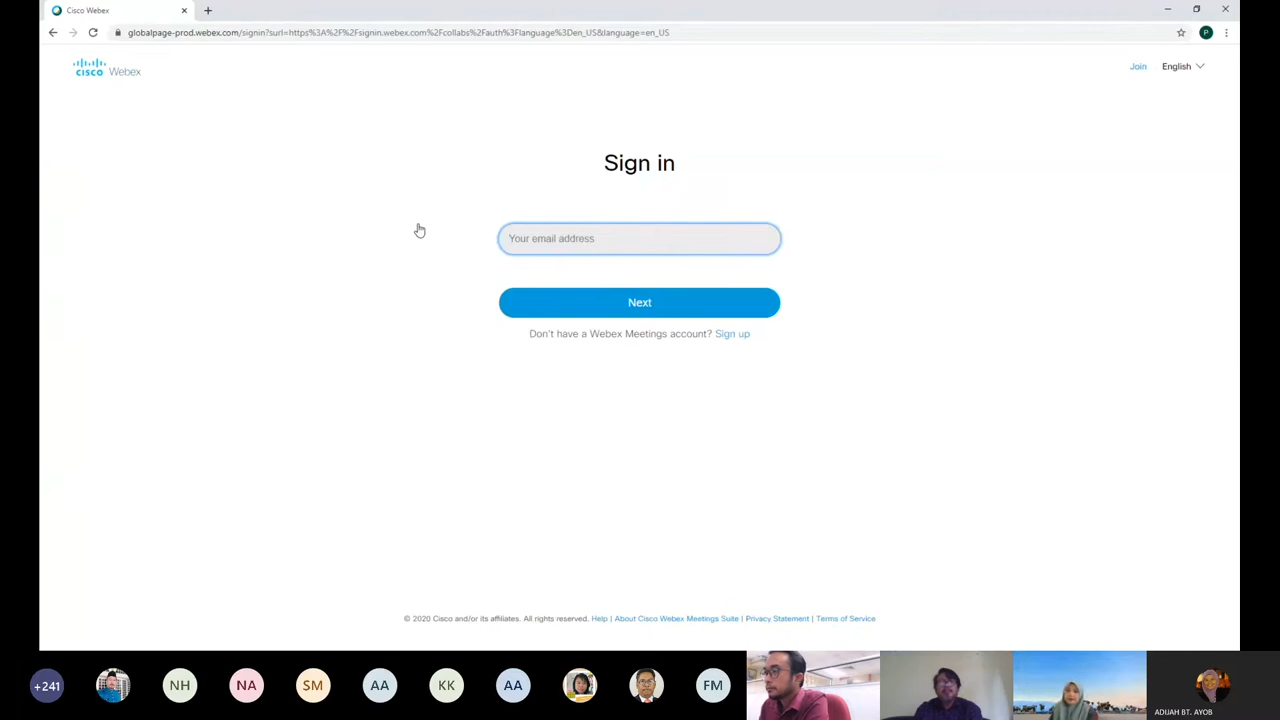 Cisco Webex
globalpage-prod.webex.com/signin?surl=https%3A%2F%2Fsignin.webex.com%2Fcollabs%2Fauth%3Flanguage%3Den_US&language=en_US
P
CISCO Webex
Join
English
Sign in
Your email address
Next
Don't have a Webex Meetings account? Sign up
© 2020 Cisco and/or its affiliates. All rights reserved. Help | About Cisco Webex Meetings Suite | Privacy Statement | Terms of Service
+241
NH
NA
SM
AA
KK
AA
FM
ADIJAH BT. AYOB